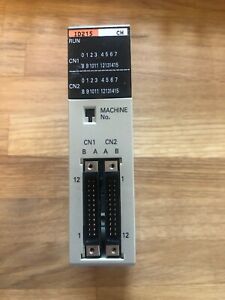 ID215 CH
RUN
0 1 2 3 4 5 6 7
CN1
8 9 10 11 12 13 14 15
0 1 2 3 4 5 6 7
CN2
8 9 10 11 12 13 14 15
MACHINE
No.
CN1 CN2
B A A B
12 1
1 12